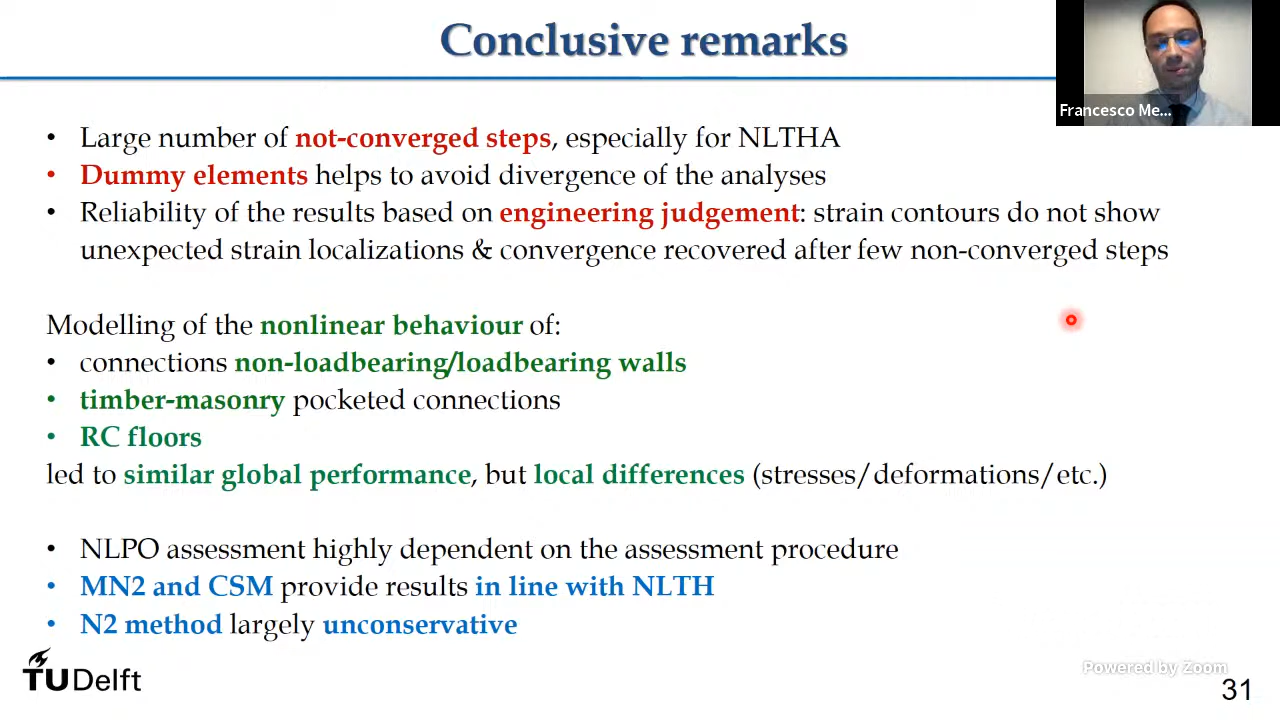 Conclusive remarks
Francesco Me...
• Large number of not-converged steps, especially for NLTHA
• Dummy elements helps to avoid divergence of the analyses
• Reliability of the results based on engineering judgement: strain contours do not show
unexpected strain localizations & convergence recovered after few non-converged steps
Modelling of the nonlinear behaviour of:
• connections non-loadbearing/loadbearing walls
• timber-masonry pocketed connections
• RC floors
led to similar global performance, but local differences (stresses/deformations/etc.)
• NLPO assessment highly dependent on the assessment procedure
• MN2 and CSM provide results in line with NLTH
• N2 method largely unconservative
TUDelft
Powered by Zoom
31